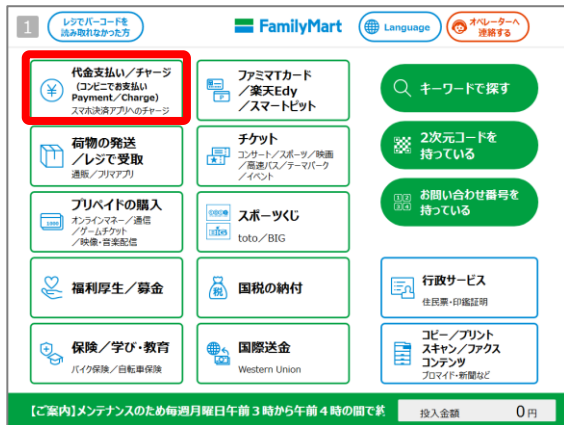 1
レジでバーコードを
読み取れなかった方
FamilyMart
Language
オペレーターへ
連絡する
代金支払い／チャージ
(コンビニでお支払い
Payment／Charge)
スマホ決済アプリへのチャージ
ファミマTカード
／楽天Edy
／スマートピット
キーワードで探す
荷物の発送
／レジで受取
通販／フリマアプリ
チケット
コンサート／スポーツ／映画
／高速バス／テーマパーク
／イベント
2次元コードを
持っている
プリペイドの購入
オンラインマネー／通信
／ゲームチケット
／映像・音楽配信
スポーツくじ
toto／BIG
お問い合わせ番号を
持っている
福利厚生／募金
税
国税の納付
行政サービス
住民票・印鑑証明
保険／学び・教育
バイク保険／自転車保険
国際送金
Western Union
コピー／プリント
スキャン／ファクス
コンテンツ
ブロマイド・新聞など
【ご案内】メンテナンスのため毎週月曜日午前３時から午前４時の間で約
投入金額
0円